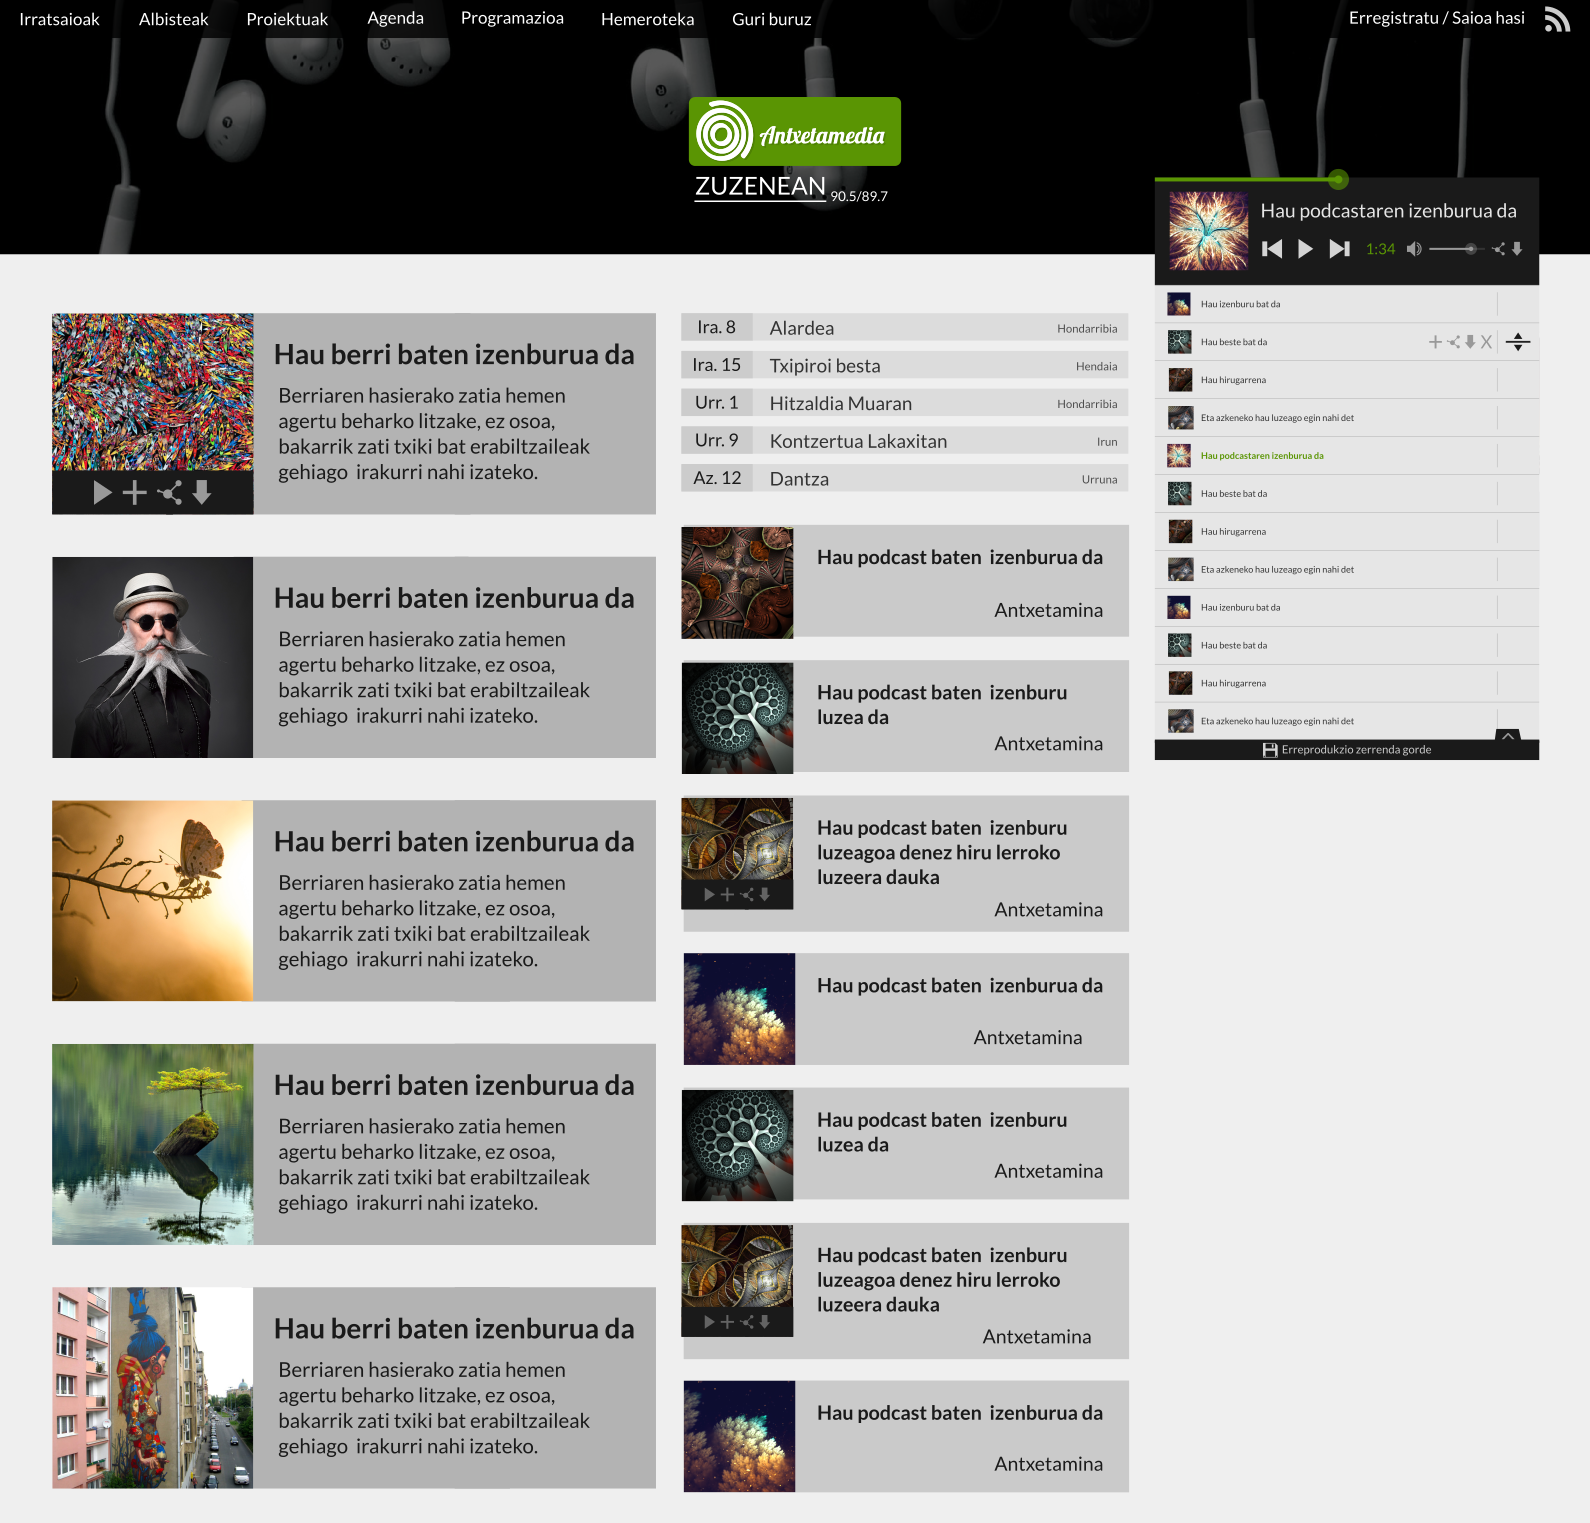 Irratsaioak Albisteak Proiektuak Agenda Programazioa Hemeroteka Guri buruz Erregistratu / Saioa hasi
Antxetamedia
ZUZENEAN 90.5/89.7
Hau berri baten izenburua da
Berriaren hasierako zatia hemen
agertu beharko litzake, ez osoa,
bakarrik zati txiki bat erabiltzaileak
gehiago irakurri nahi izateko.
Hau berri baten izenburua da
Berriaren hasierako zatia hemen
agertu beharko litzake, ez osoa,
bakarrik zati txiki bat erabiltzaileak
gehiago irakurri nahi izateko.
Hau berri baten izenburua da
Berriaren hasierako zatia hemen
agertu beharko litzake, ez osoa,
bakarrik zati txiki bat erabiltzaileak
gehiago irakurri nahi izateko.
Hau berri baten izenburua da
Berriaren hasierako zatia hemen
agertu beharko litzake, ez osoa,
bakarrik zati txiki bat erabiltzaileak
gehiago irakurri nahi izateko.
Hau berri baten izenburua da
Berriaren hasierako zatia hemen
agertu beharko litzake, ez osoa,
bakarrik zati txiki bat erabiltzaileak
gehiago irakurri nahi izateko.
Ira. 8 Alardea Hondarribia
Ira. 15 Txipiroi besta Hendaia
Urr. 1 Hitzaldia Muaran Hondarribia
Urr. 9 Kontzertua Lakaxitan Irun
Az. 12 Dantza Urruna
Hau podcast baten izenburua da
Antxetamina
Hau podcast baten izenburu
luzea da
Antxetamina
Hau podcast baten izenburu
luzeagoa denez hiru lerroko
luzeera dauka
Antxetamina
Hau podcast baten izenburua da
Antxetamina
Hau podcast baten izenburu
luzea da
Antxetamina
Hau podcast baten izenburu
luzeagoa denez hiru lerroko
luzeera dauka
Antxetamina
Hau podcast baten izenburua da
Antxetamina
Hau podcastaren izenburua da
1:34
Hau izenburu bat da
Hau beste bat da
Hau hirugarrena
Eta azkeneko hau luzeago egin nahi det
Hau podcastaren izenburua da
Hau beste bat da
Hau hirugarrena
Eta azkeneko hau luzeago egin nahi det
Hau izenburu bat da
Hau beste bat da
Hau hirugarrena
Eta azkeneko hau luzeago egin nahi det
Erreprodukzio zerrenda gorde